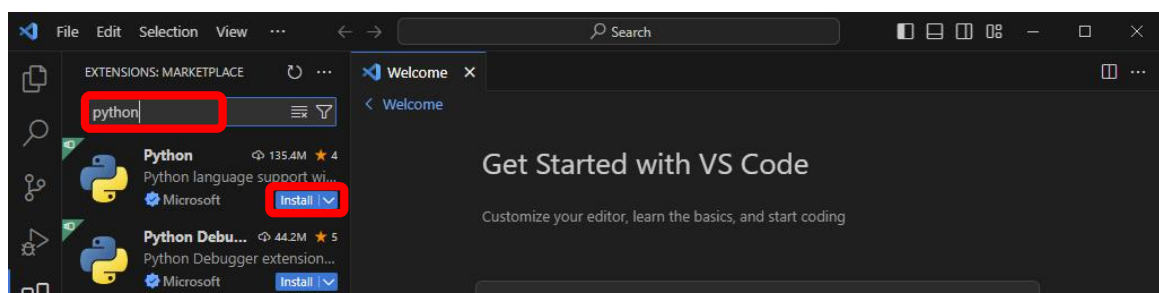 File Edit Selection View ··· Search
EXTENSIONS: MARKETPLACE
Welcome
python
Welcome
Python 135.4M ★ 4
Python language support wi...
Microsoft Install
Get Started with VS Code
Customize your editor, learn the basics, and start coding
Python Debu... 44.2M ★ 5
Python Debugger extension...
Microsoft Install